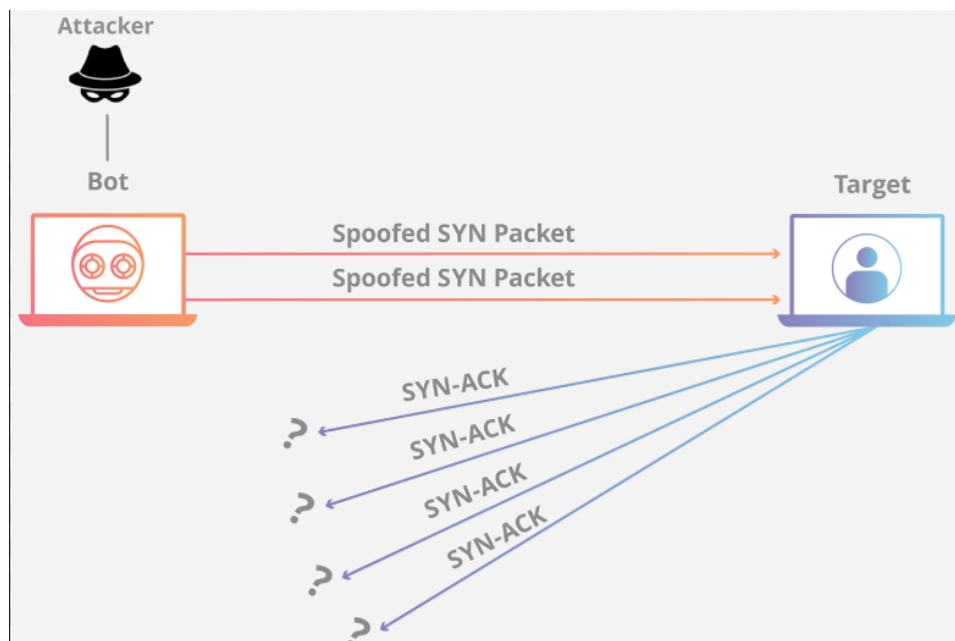 Attacker
Bot
Target
Spoofed SYN Packet
Spoofed SYN Packet
SYN-ACK
?
SYN-ACK
?
SYN-ACK
?
SYN-ACK
?